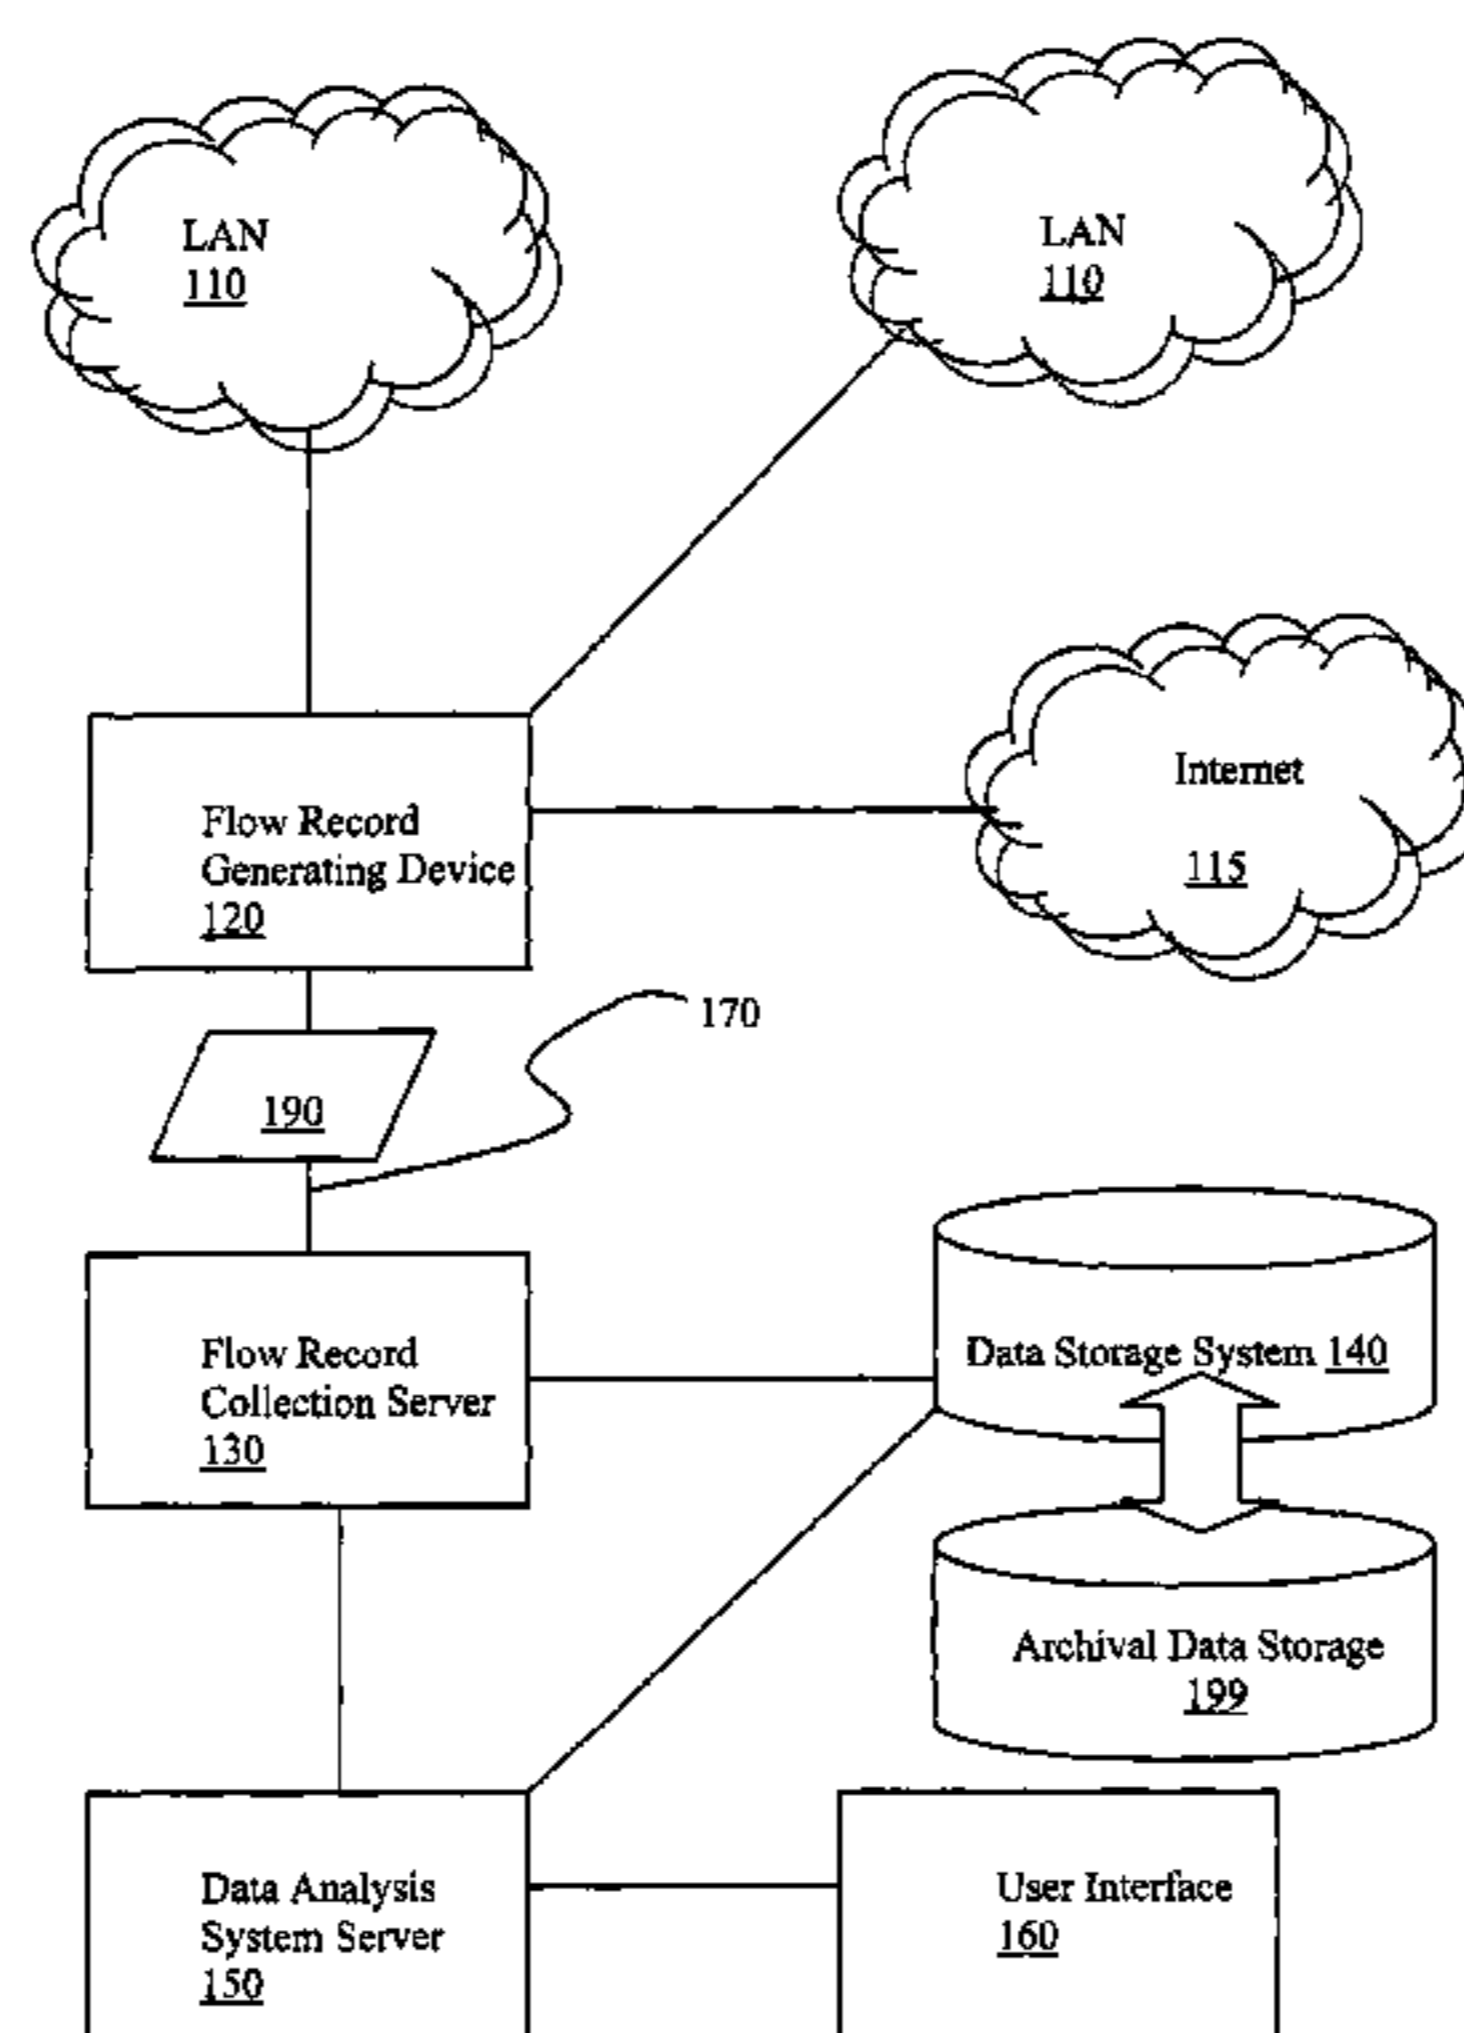 LAN
110
LAN
110
Internet
115
Flow Record
Generating Device
120
170
190
Flow Record
Collection Server
130
Data Storage System 140
Archival Data Storage
199
Data Analysis
System Server
150
User Interface
160